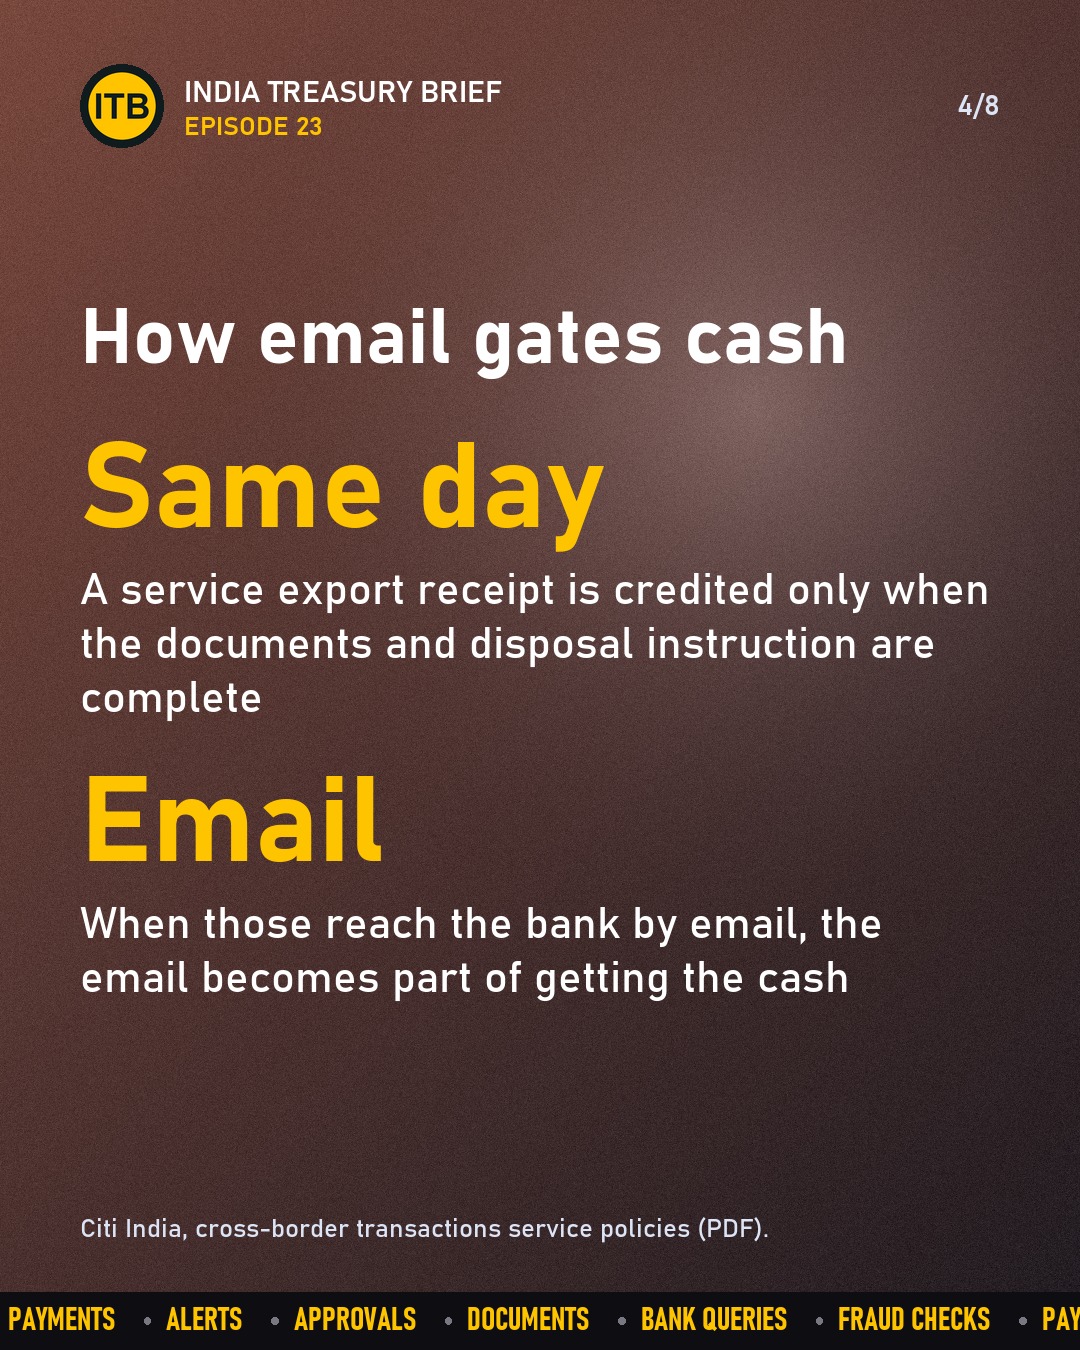 ITB
INDIA TREASURY BRIEF
EPISODE 23
4/8
How email gates cash
Same day
A service export receipt is credited only when
the documents and disposal instruction are
complete
Email
When those reach the bank by email, the
email becomes part of getting the cash
Citi India, cross-border transactions service policies (PDF).
PAYMENTS • ALERTS • APPROVALS • DOCUMENTS • BANK QUERIES • FRAUD CHECKS • PAY